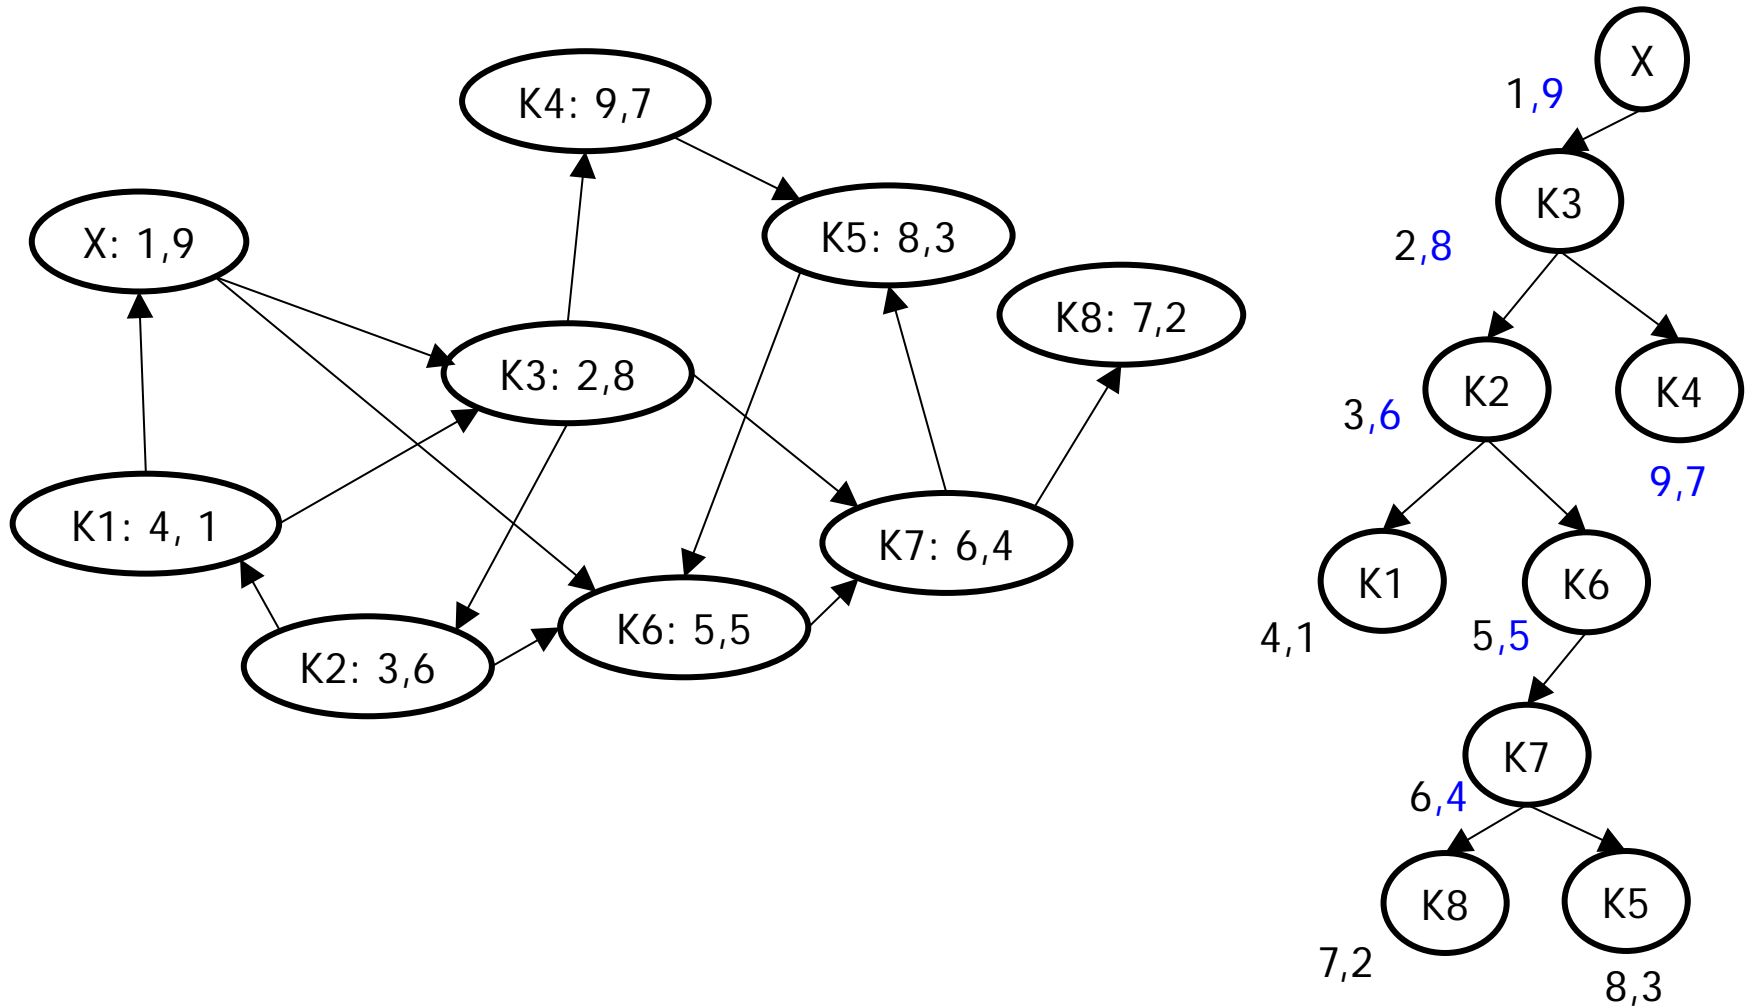 K4: 9,7
X: 1,9
K5: 8,3
K8: 7,2
K3: 2,8
K1: 4, 1
K7: 6,4
K6: 5,5
K2: 3,6
X
1,9
K3
2,8
K2
K4
3,6
9,7
K1
K6
4,1
5,5
K7
6,4
K8
K5
7,2
8,3